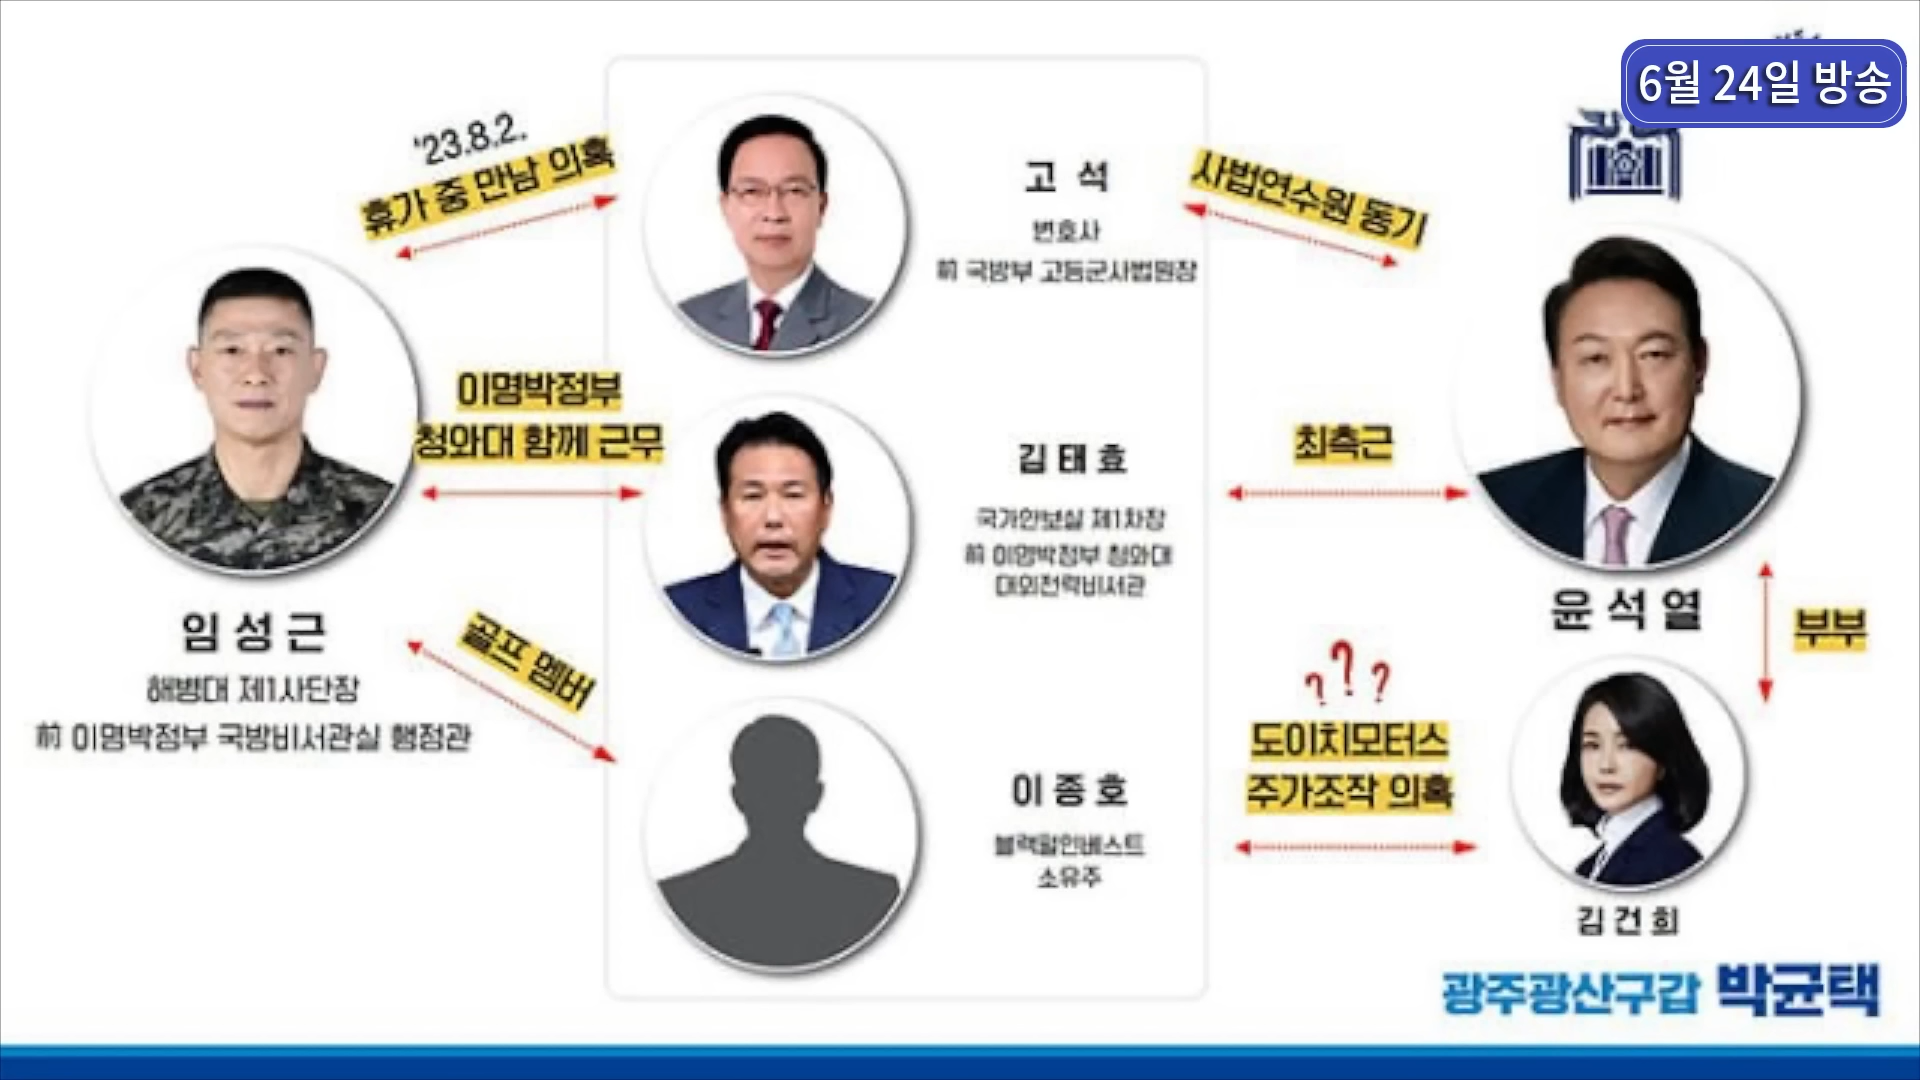 6월 24일 방송
'23.8.2.
휴가 중 만남 의혹
고 석
변호사
前 국방부 고등군사법원장
사법연수원 동기
이명박정부
청와대 함께 근무
김태효
국가안보실 제1차장
前 이명박정부 청와대
대외전략비서관
최측근
임성근
해병대 제1사단장
前 이명박정부 국방비서관실 행정관
윤석열
부부
골프 멤버
이종호
블랙펄인베스트
소유주
???
도이치모터스
주가조작 의혹
김건희
광주광산구갑 박균택